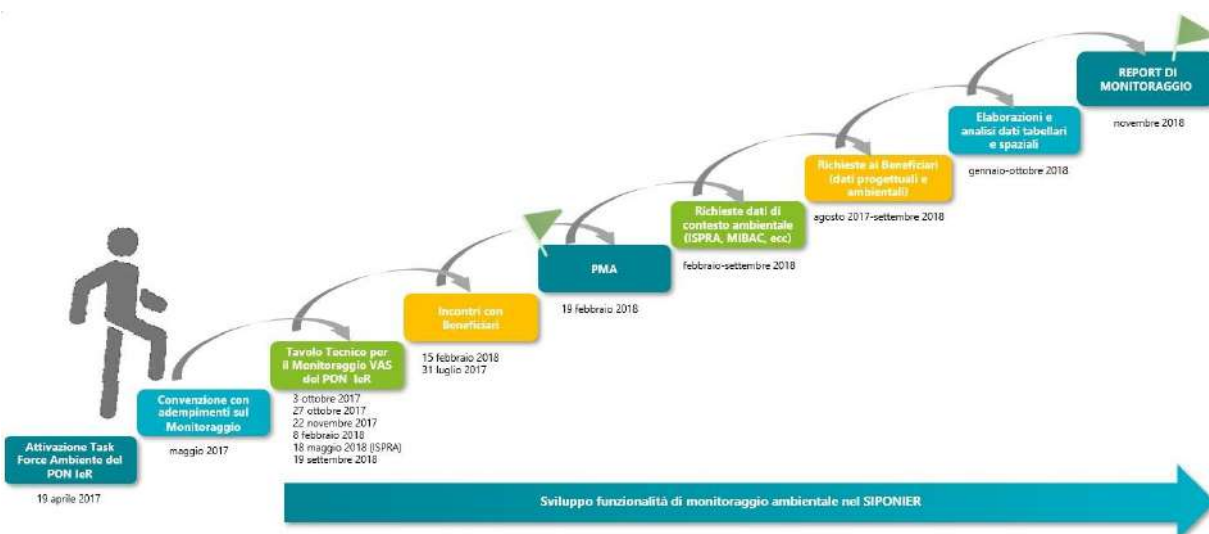 Attivazione Task
Force Ambiente del
PON IeR
19 aprile 2017
Convenzione con
adempimenti sul
Monitoraggio
maggio 2017
Tavolo Tecnico per
il Monitoraggio VAS
del PON IeR
3 ottobre 2017
27 ottobre 2017
22 novembre 2017
8 febbraio 2018
18 maggio 2018 (ISPRA)
19 settembre 2018
Incontri con
Beneficiari
15 febbraio 2018
31 luglio 2017
PMA
19 febbraio 2018
Richieste dati di
contesto ambientale
(ISPRA, MIBAC, ecc)
febbraio-settembre 2018
Richieste ai Beneficiari
(dati progettuali e
ambientali)
agosto 2017-settembre 2018
Elaborazioni e
analisi dati tabellari
e spaziali
gennaio-ottobre 2018
REPORT DI
MONITORAGGIO
novembre 2018
Sviluppo funzionalità di monitoraggio ambientale nel SIPONIER